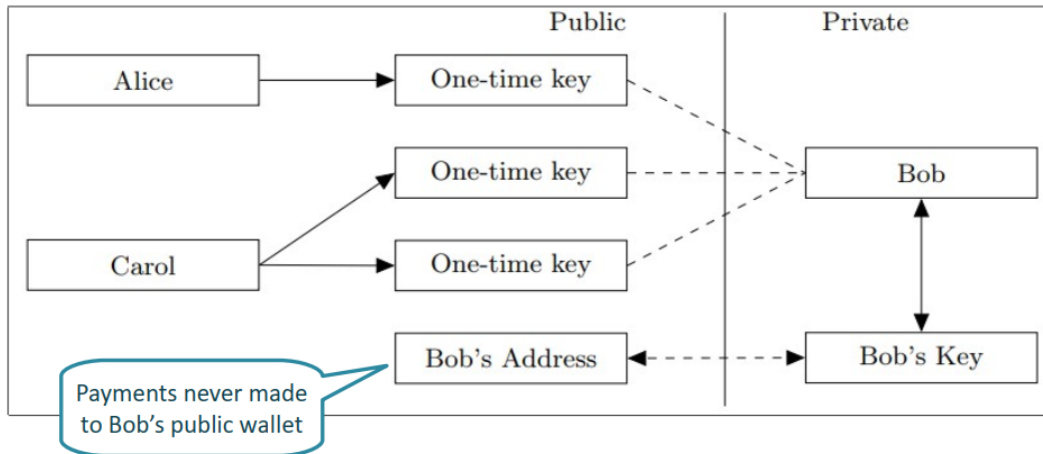 Public
Private
Alice
One-time key
One-time key
Bob
Carol
One-time key
Bob's Address
Bob's Key
Payments never made
to Bob's public wallet